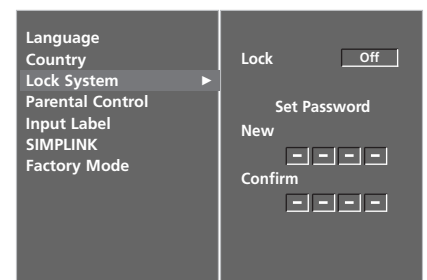 Language
Country
Lock System ►
Parental Control
Input Label
SIMPLINK
Factory Mode
Lock Off
Set Password
New
– – – –
Confirm
– – – –